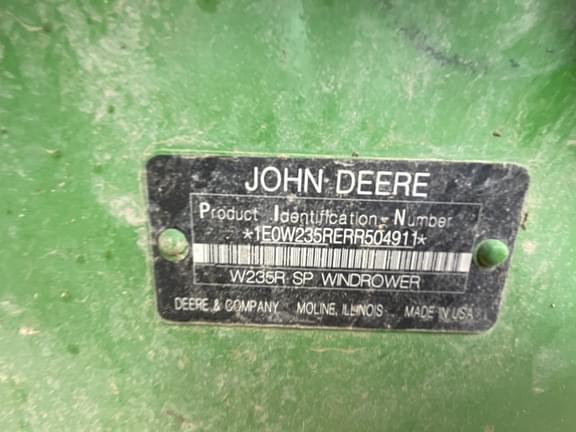 JOHN DEERE
Product Identification Number
*1E0W235RERR504911*
W235R SP WINDROWER
DEERE & COMPANY MOLINE, ILLINOIS MADE IN USA